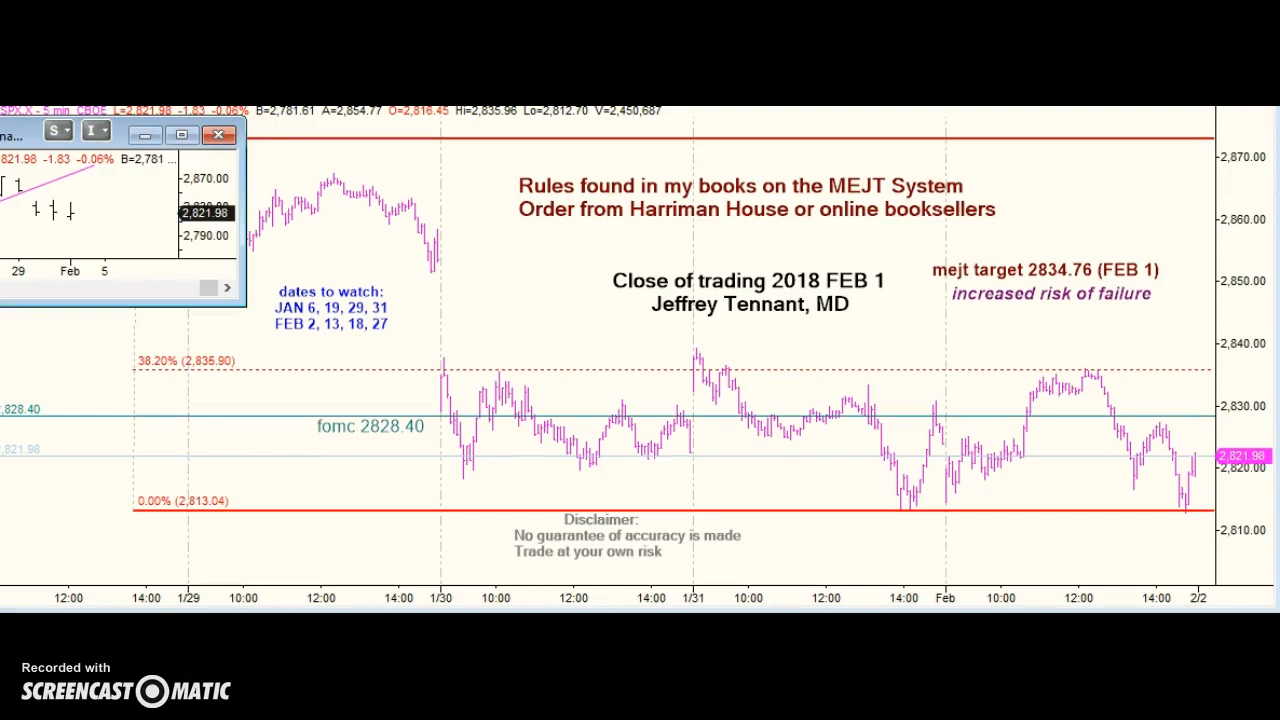 SPX.X - 5 min CBOE L=2,821.98 -1.83 -0.06% B=2,781.61 A=2,854.77 O=2,816.45 Hi=2,835.96 Lo=2,812.70 V=2,450,687
na...
S
I
821.98 -1.83 -0.06% B=2,781 ...
2,870.00
2,821.98
2,790.00
29 Feb 5
2,870.00
2,860.00
2,850.00
2,840.00
2,830.00
2,821.98
2,820.00
2,810.00
Rules found in my books on the MEJT System
Order from Harriman House or online booksellers
Close of trading 2018 FEB 1
Jeffrey Tennant, MD
mejt target 2834.76 (FEB 1)
increased risk of failure
dates to watch:
JAN 6, 19, 29, 31
FEB 2, 13, 18, 27
38.20% (2,835.90)
,828.40
fomc 2828.40
,821.98
0.00% (2,813.04)
Disclaimer:
No guarantee of accuracy is made
Trade at your own risk
12:00 14:00 1/29 10:00 12:00 14:00 1/30 10:00 12:00 14:00 1/31 10:00 12:00 14:00 Feb 10:00 12:00 14:00 2/2
Recorded with
SCREENCAST-O-MATIC